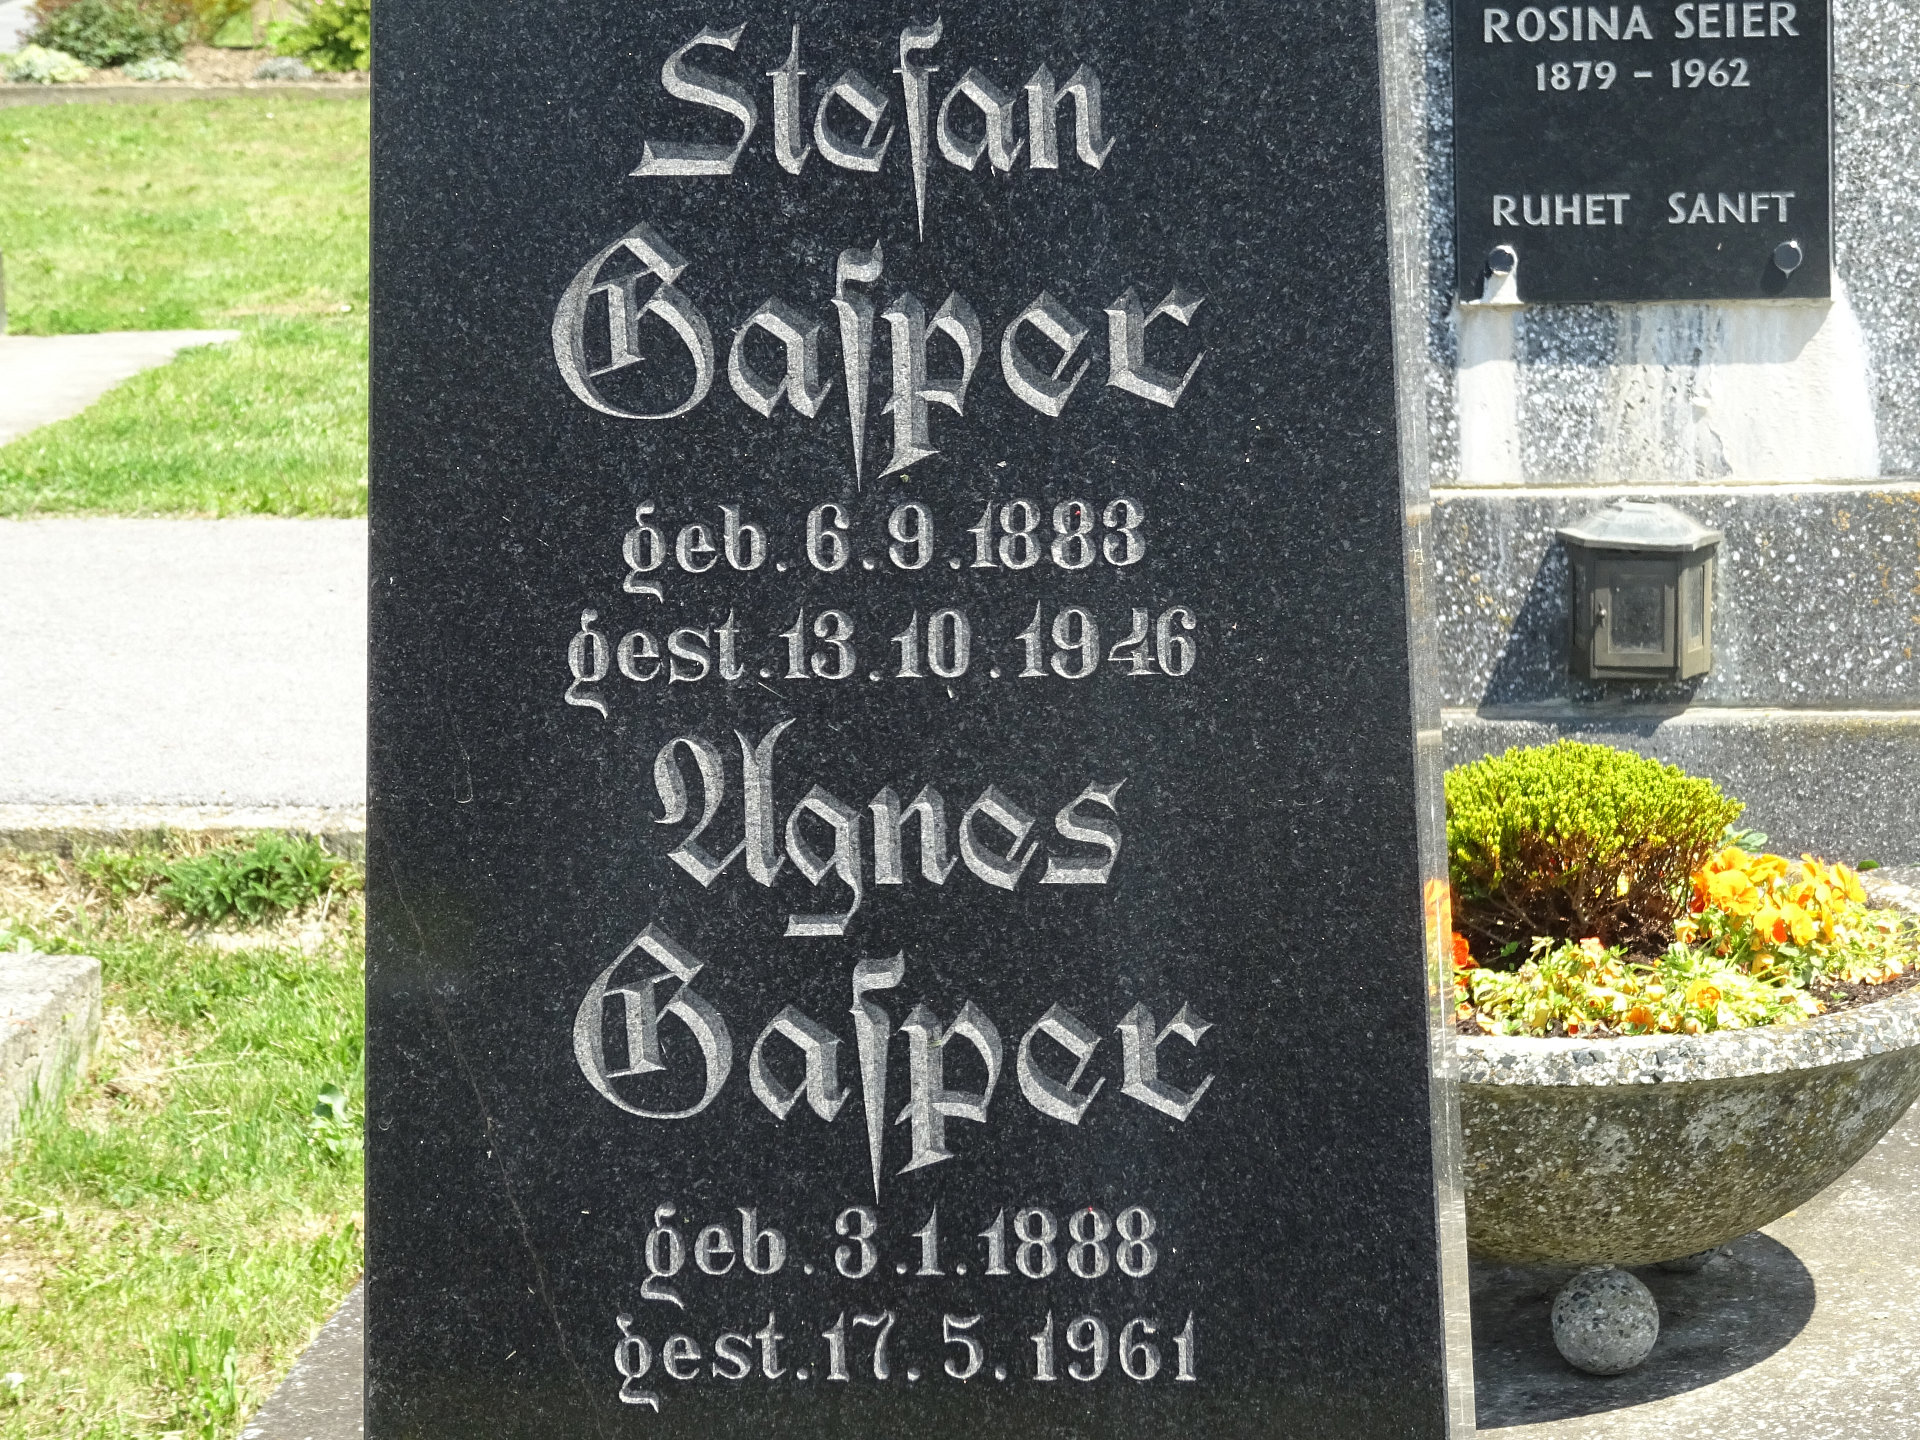 Stefan
Gaſper
geb. 6. 9. 1883
gest. 13. 10. 1946
Agnes
Gaſper
geb. 3. 1. 1888
gest. 17. 5. 1961
ROSINA SEIER
1879 - 1962
RUHET SANFT